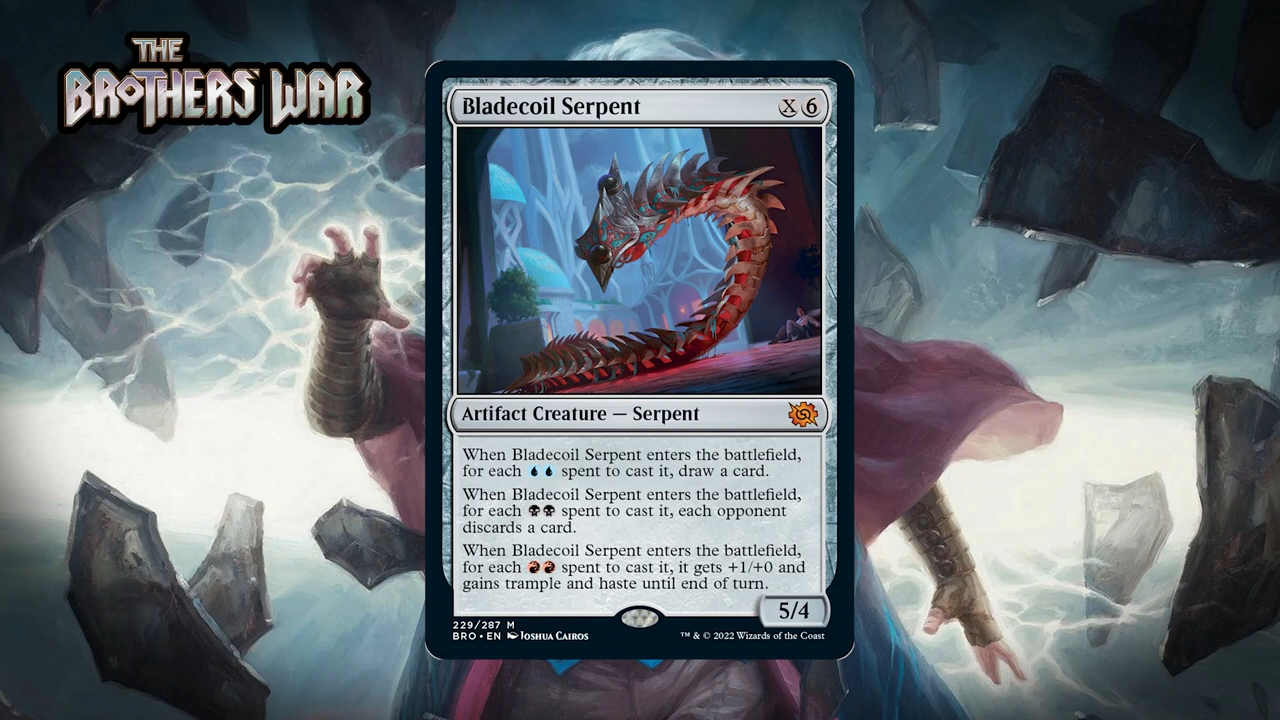 THE
BROTHERS' WAR
Bladecoil Serpent X 6
Artifact Creature — Serpent
When Bladecoil Serpent enters the battlefield,
for each spent to cast it, draw a card.
When Bladecoil Serpent enters the battlefield,
for each spent to cast it, each opponent
discards a card.
When Bladecoil Serpent enters the battlefield,
for each spent to cast it, it gets +1/+0 and
gains trample and haste until end of turn.
5/4
229/287 M
BRO • EN Joshua Cairos
™ & © 2022 Wizards of the Coast